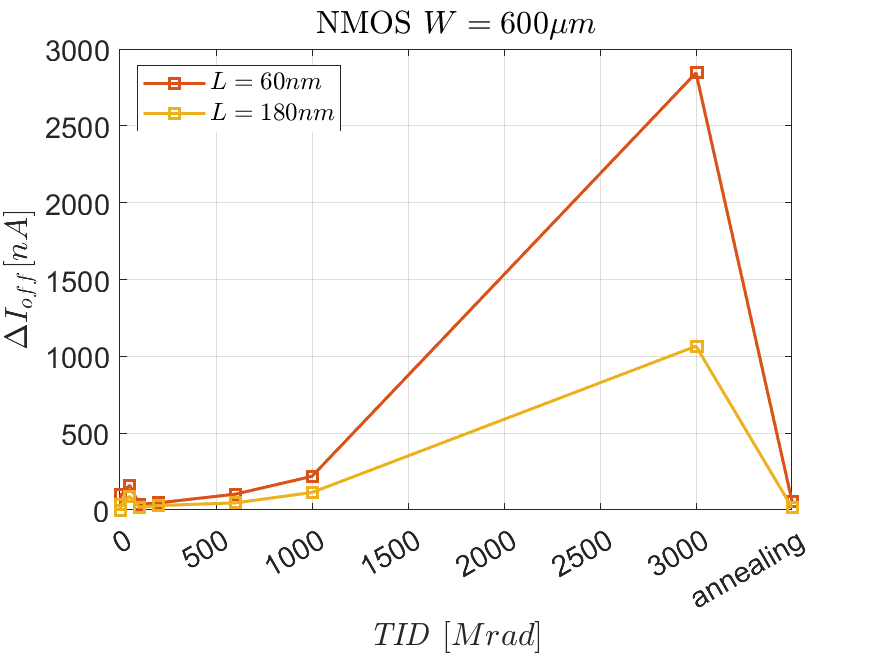 NMOS W = 600μm
L = 60nm
L = 180nm
ΔI_off[nA]
3000
2500
2000
1500
1000
500
0
0
500
1000
1500
2000
2500
3000
annealing
TID [Mrad]